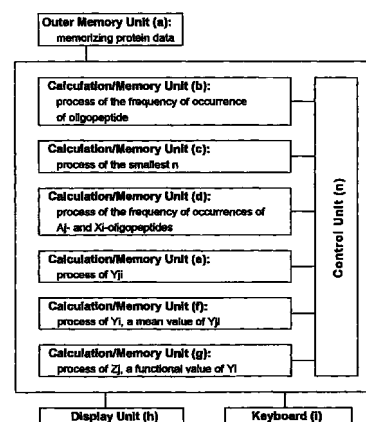 Outer Memory Unit (a):
memorizing protein data
Calculation/Memory Unit (b):
process of the frequency of occurrence
of oligopeptide
Calculation/Memory Unit (c):
process of the smallest n
Calculation/Memory Unit (d):
process of the frequency of occurrences of
Aj- and Xi-oligopeptides
Calculation/Memory Unit (e):
process of Yji
Calculation/Memory Unit (f):
process of Yi, a mean value of Yji
Calculation/Memory Unit (g):
process of Zj, a functional value of Yi
Control Unit (n)
Display Unit (h)
Keyboard (i)